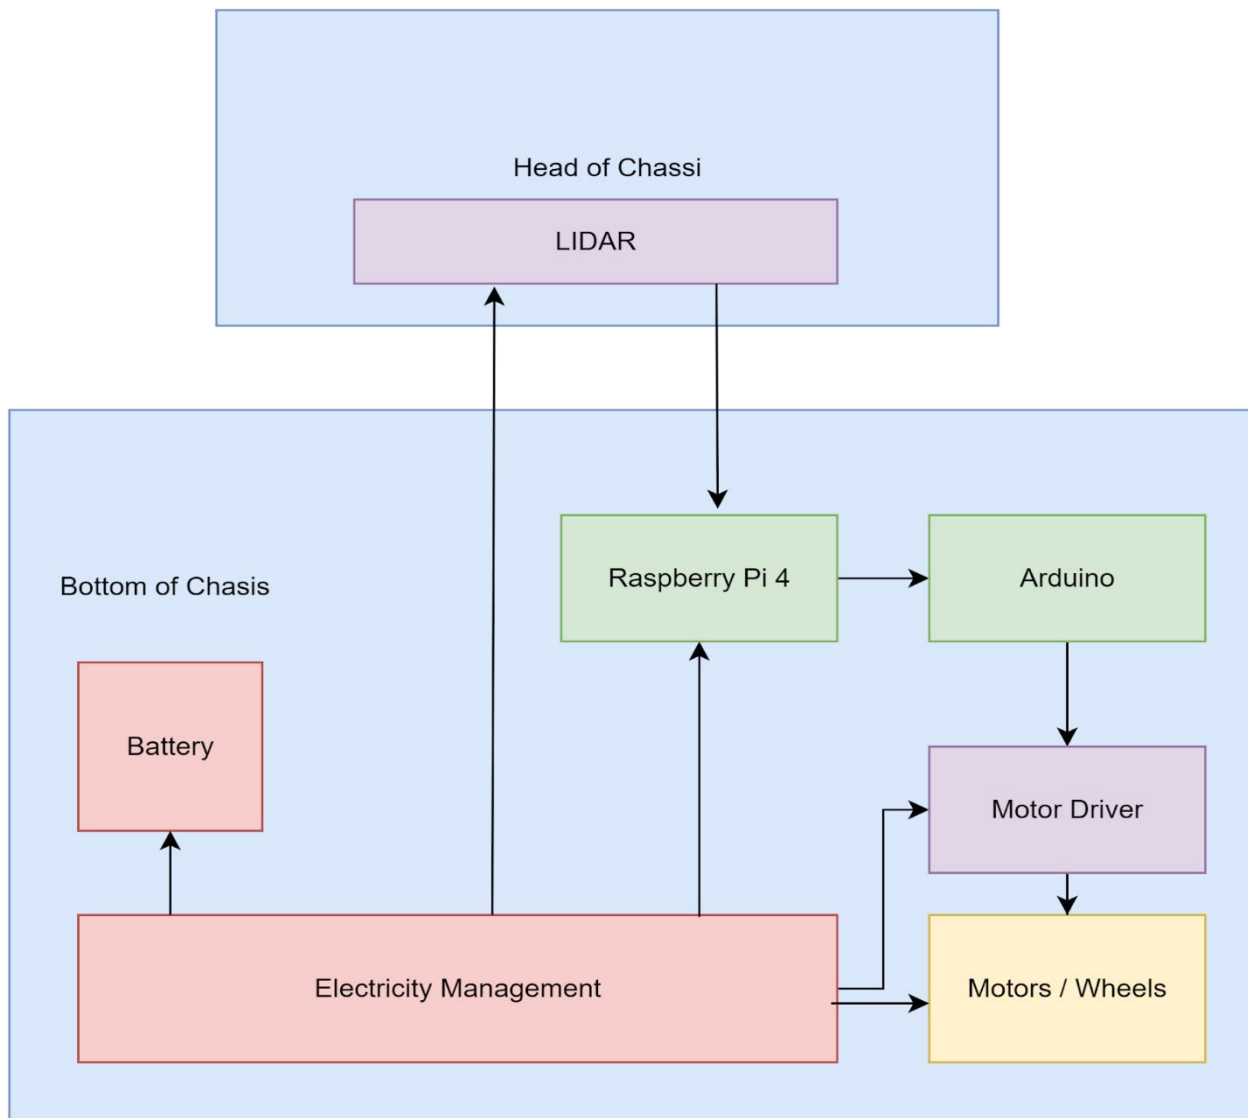 Head of Chassi
LIDAR
Raspberry Pi 4
Arduino
Bottom of Chasis
Battery
Motor Driver
Electricity Management
Motors / Wheels